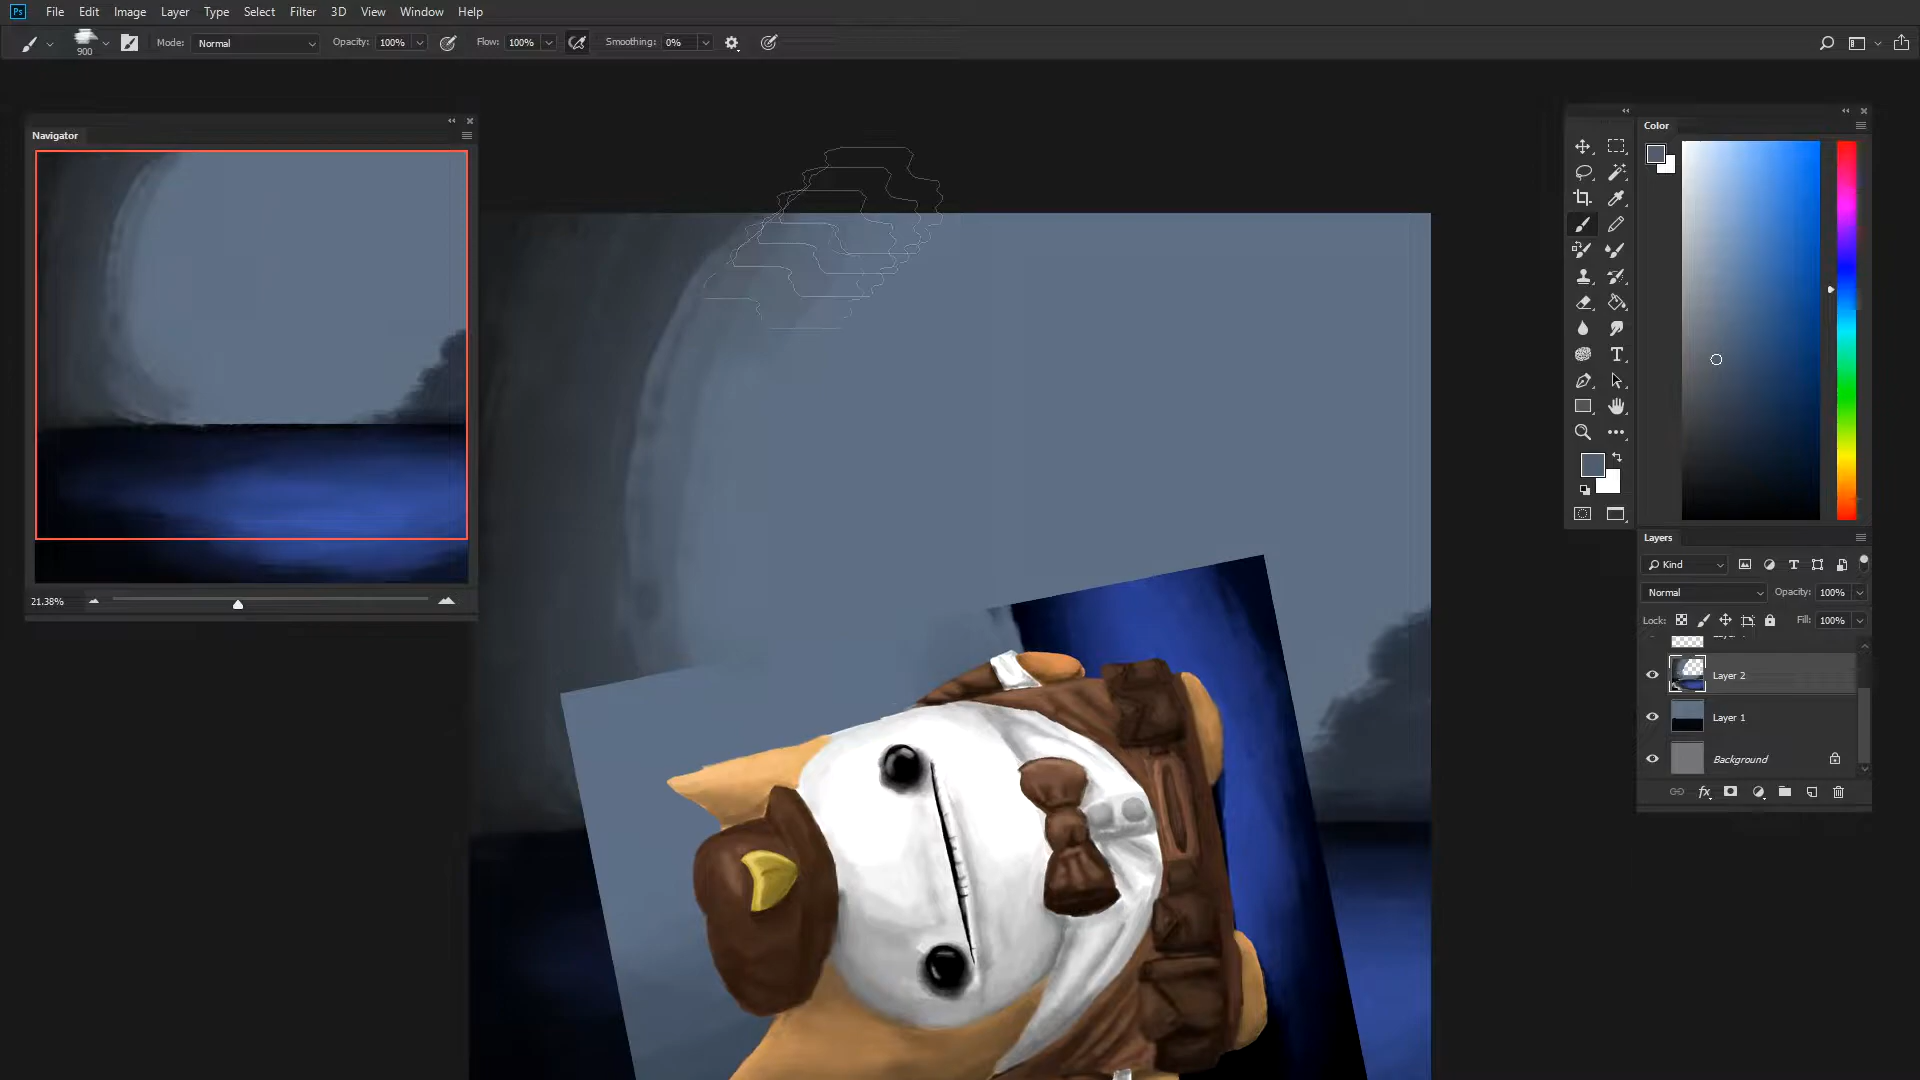 Ps File Edit Image Layer Type Select Filter 3D View Window Help
900 Mode: Normal Opacity: 100% Flow: 100% Smoothing: 0%
Navigator
21.38%
Color
Layers
Kind
Normal Opacity: 100%
Lock: Fill: 100%
Layer 2
Layer 1
Background